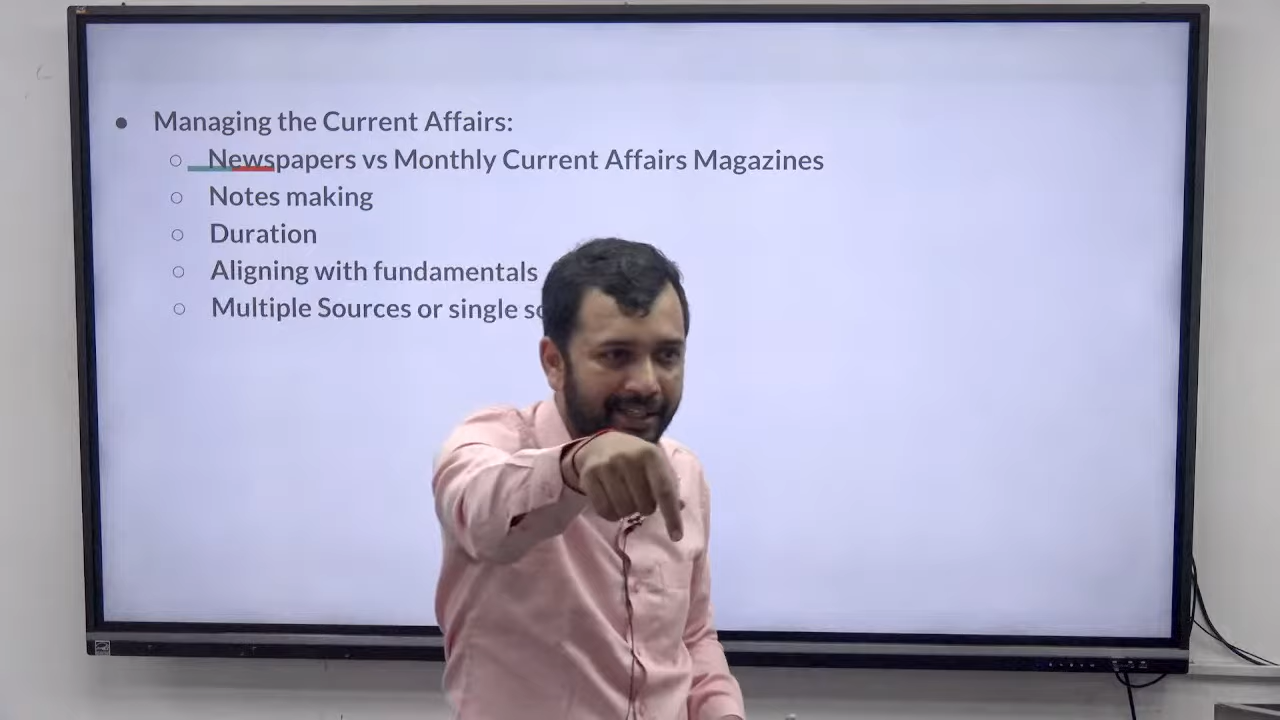 Managing the Current Affairs:
Newspapers vs Monthly Current Affairs Magazines
Notes making
Duration
Aligning with fundamentals
Multiple Sources or single